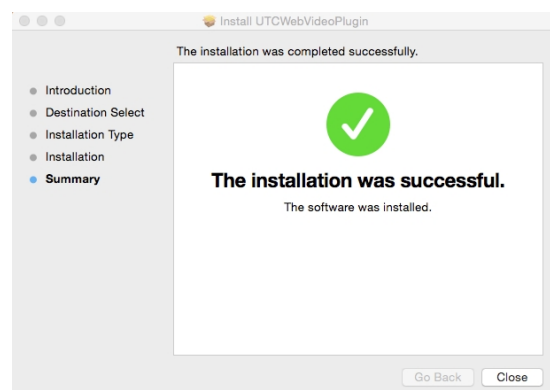 Install UTCWebVideoPlugin
The installation was completed successfully.
Introduction
Destination Select
Installation Type
Installation
Summary
The installation was successful.
The software was installed.
Go Back
Close